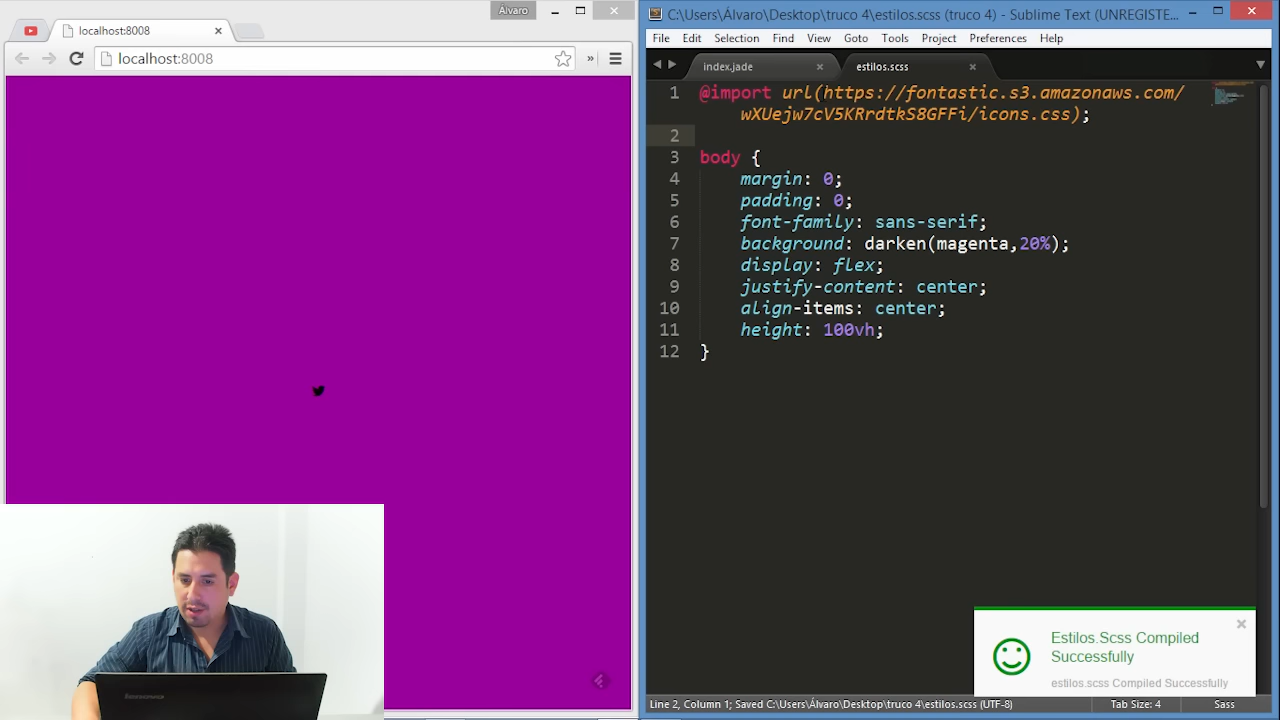 Álvaro
localhost:8008
localhost:8008
»
C:\Users\Álvaro\Desktop\truco 4\estilos.scss (truco 4) - Sublime Text (UNREGISTE...
File Edit Selection Find View Goto Tools Project Preferences Help
index.jade estilos.scss
1 @import url(https://fontastic.s3.amazonaws.com/
wXUejw7cV5KRrdtkS8GFFi/icons.css);
2
3 body {
4 margin: 0;
5 padding: 0;
6 font-family: sans-serif;
7 background: darken(magenta,20%);
8 display: flex;
9 justify-content: center;
10 align-items: center;
11 height: 100vh;
12 }
Estilos.Scss Compiled
Successfully
estilos.scss Compiled Successfully
Line 2, Column 1; Saved C:\Users\Álvaro\Desktop\truco 4\estilos.scss (UTF-8) Tab Size: 4 Sass